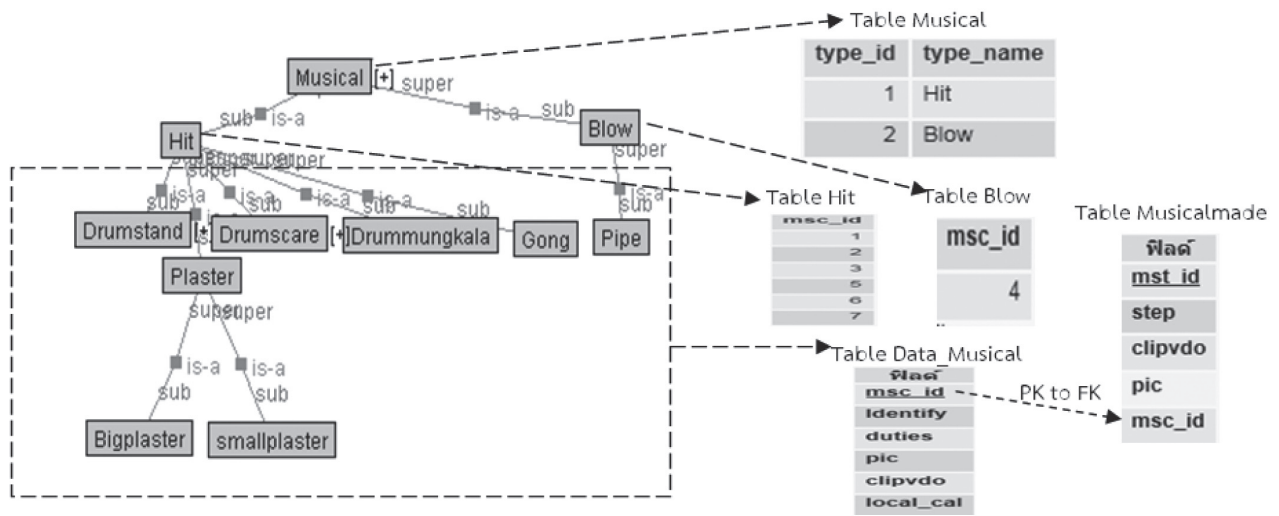 Table Musical
type_id type_name
1 Hit
2 Blow
Musical [+]
super
super
sub
is-a
sub
is-a
Hit
Blow
super
super
super
super
is-a
is-a
is-a
is-a
is-a
sub
sub
sub
sub
sub
Drumstand [+]
Drumscare [+]
Drummungkala
Gong
Pipe
Plaster
super
super
is-a
is-a
sub
sub
Bigplaster
smallplaster
Table Hit
msc_id
1
2
3
5
6
7
Table Blow
msc_id
4
Table Musicalmade
ฟิลด์
mst_id
step
clipvdo
pic
msc_id
Table Data_Musical
ฟิลด์
msc_id
Identify
duties
pic
clipvdo
local_cal
PK to FK